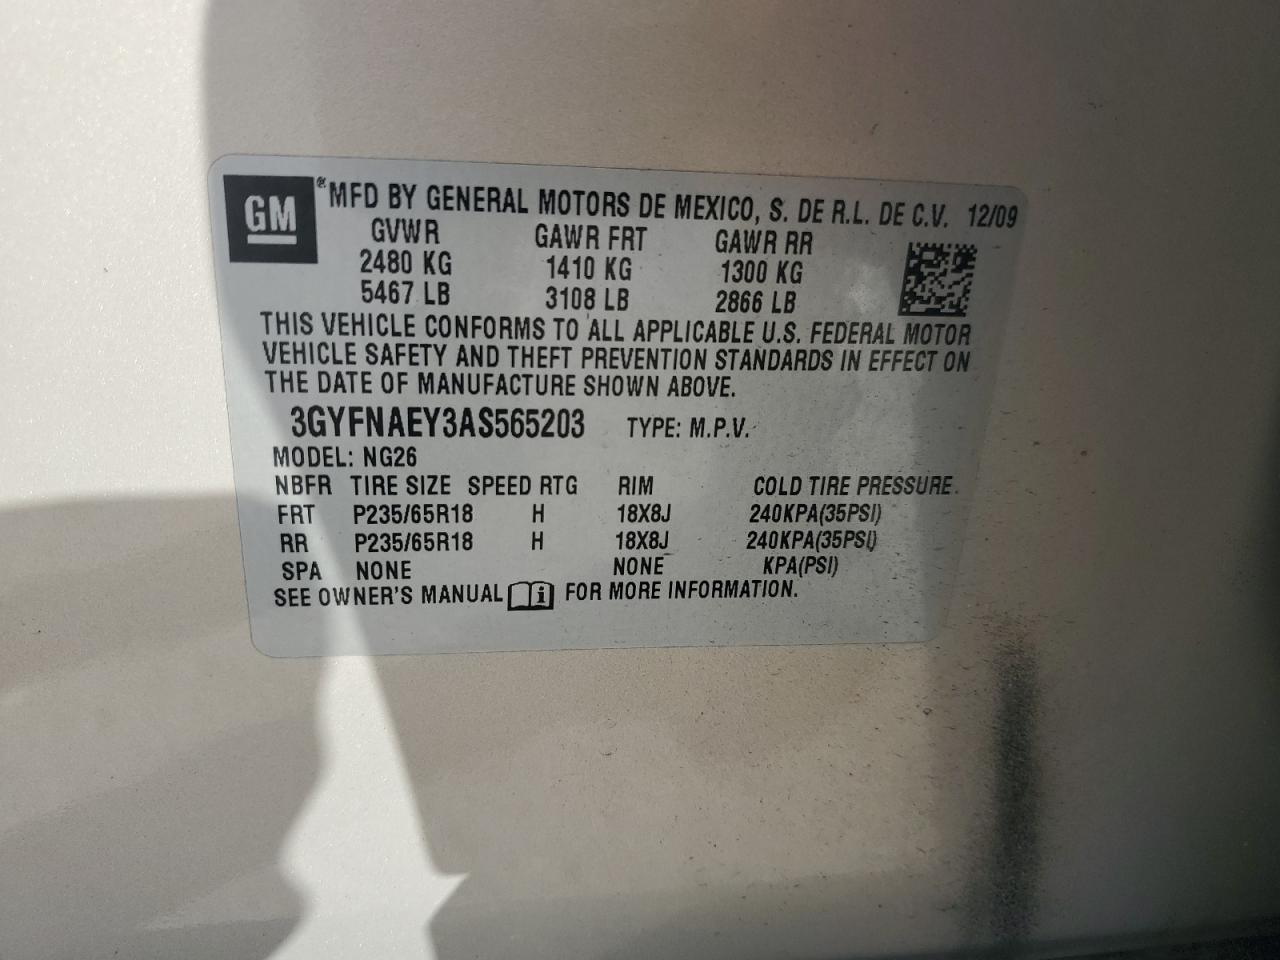 GM ® MFD BY GENERAL MOTORS DE MEXICO, S. DE R.L. DE C.V. 12/09
GVWR GAWR FRT GAWR RR
2480 KG 1410 KG 1300 KG
5467 LB 3108 LB 2866 LB
THIS VEHICLE CONFORMS TO ALL APPLICABLE U.S. FEDERAL MOTOR
VEHICLE SAFETY AND THEFT PREVENTION STANDARDS IN EFFECT ON
THE DATE OF MANUFACTURE SHOWN ABOVE.
3GYFNAEY3AS565203 TYPE: M.P.V.
MODEL: NG26
NBFR TIRE SIZE SPEED RTG RIM COLD TIRE PRESSURE.
FRT P235/65R18 H 18X8J 240KPA(35PSI)
RR P235/65R18 H 18X8J 240KPA(35PSI)
SPA NONE NONE KPA(PSI)
SEE OWNER'S MANUAL i FOR MORE INFORMATION.